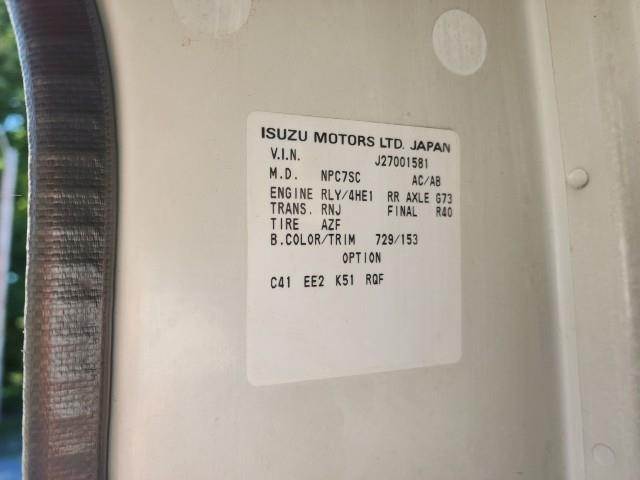 ISUZU MOTORS LTD. JAPAN
V.I.N. J27001581
M.D. NPC7SC AC/AB
ENGINE RLY/4HE1 RR AXLE G73
TRANS. RNJ FINAL R40
TIRE AZF
B.COLOR/TRIM 729/153
OPTION
C41 EE2 K51 RQF